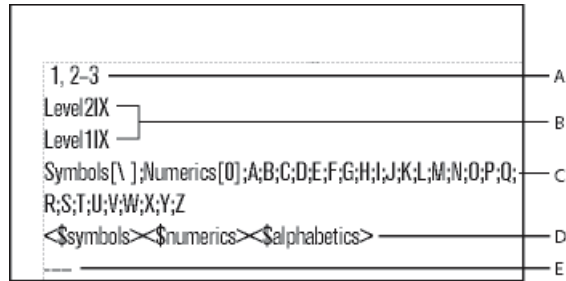 1, 2–3
A
Level2IX
B
Level1IX
Symbols[\ ];Numerics[0];A;B;C;D;E;F;G;H;I;J;K;L;M;N;O;P;Q;
C
R;S;T;U;V;W;X;Y;Z
<$symbols><$numerics><$alphabetics>
D
E